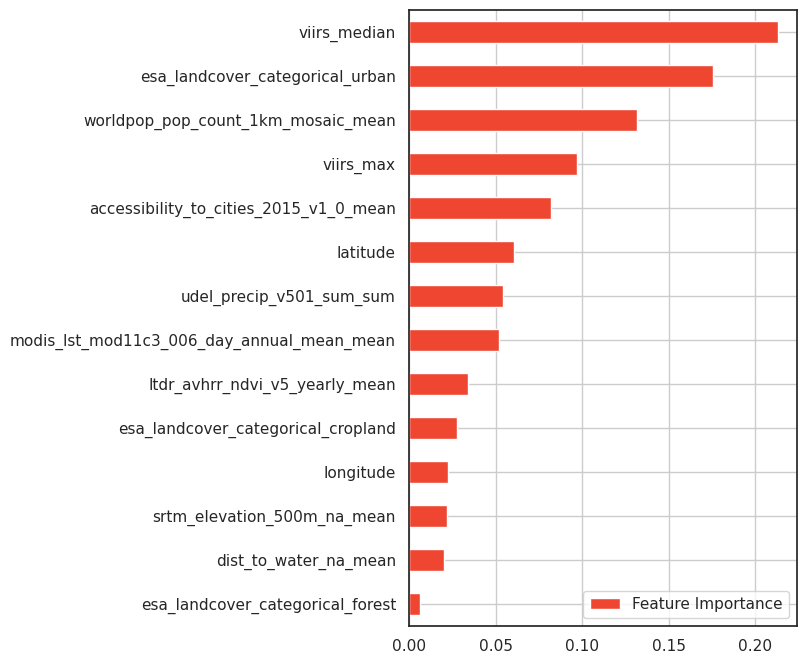 viirs_median
esa_landcover_categorical_urban
worldpop_pop_count_1km_mosaic_mean
viirs_max
accessibility_to_cities_2015_v1_0_mean
latitude
udel_precip_v501_sum_sum
modis_lst_mod11c3_006_day_annual_mean_mean
ltdr_avhrr_ndvi_v5_yearly_mean
esa_landcover_categorical_cropland
longitude
srtm_elevation_500m_na_mean
dist_to_water_na_mean
esa_landcover_categorical_forest
Feature Importance
0.00 0.05 0.10 0.15 0.20